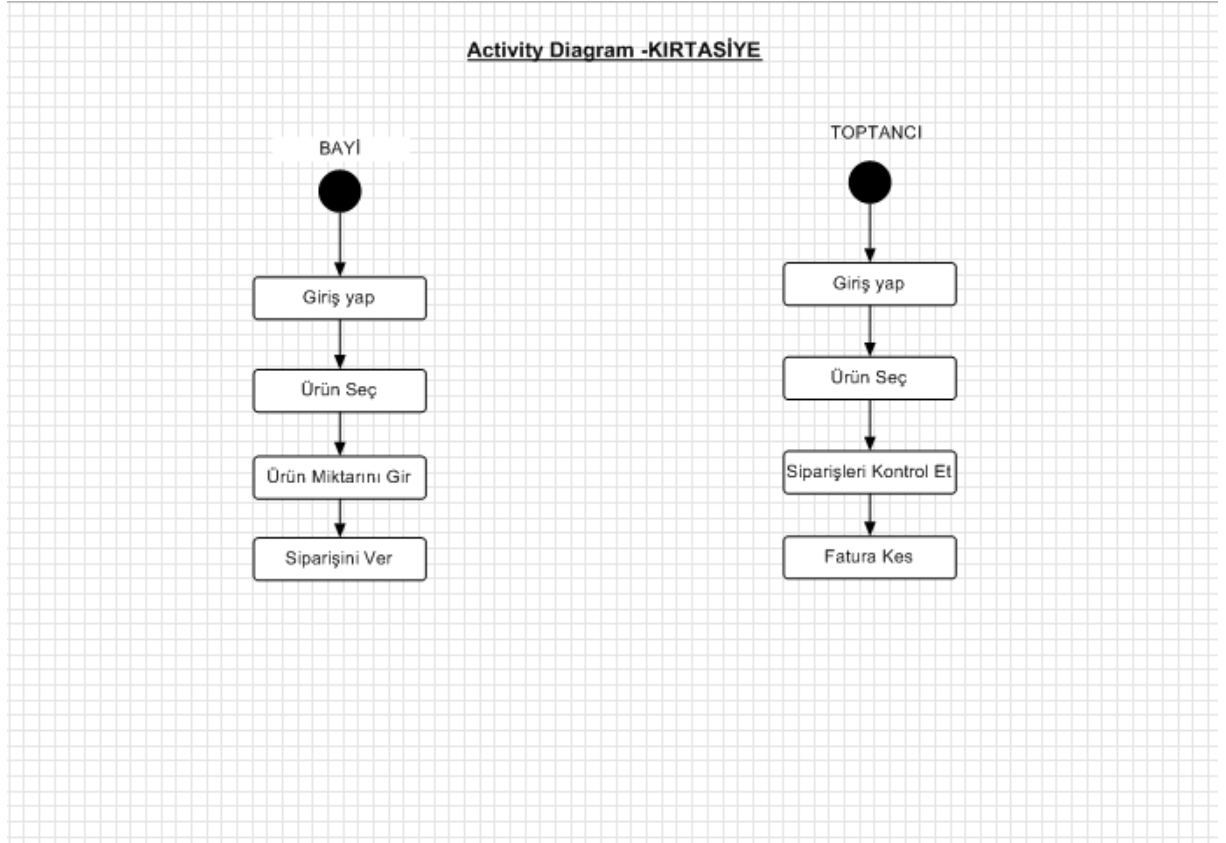 Activity Diagram -KIRTASİYE
BAYİ
Giriş yap
Ürün Seç
Ürün Miktarını Gir
Siparişini Ver
TOPTANCI
Giriş yap
Ürün Seç
Siparişleri Kontrol Et
Fatura Kes